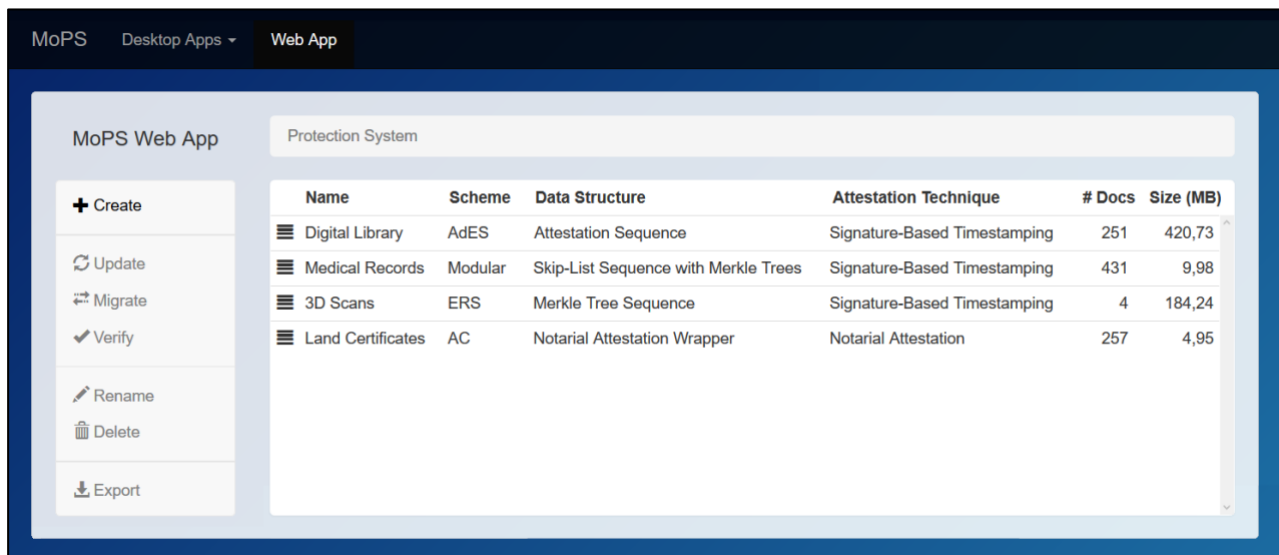 MoPS Desktop Apps Web App
MoPS Web App
Protection System
Create
Update
Migrate
Verify
Rename
Delete
Export
Name Scheme Data Structure Attestation Technique # Docs Size (MB)
Digital Library AdES Attestation Sequence Signature-Based Timestamping 251 420,73
Medical Records Modular Skip-List Sequence with Merkle Trees Signature-Based Timestamping 431 9,98
3D Scans ERS Merkle Tree Sequence Signature-Based Timestamping 4 184,24
Land Certificates AC Notarial Attestation Wrapper Notarial Attestation 257 4,95